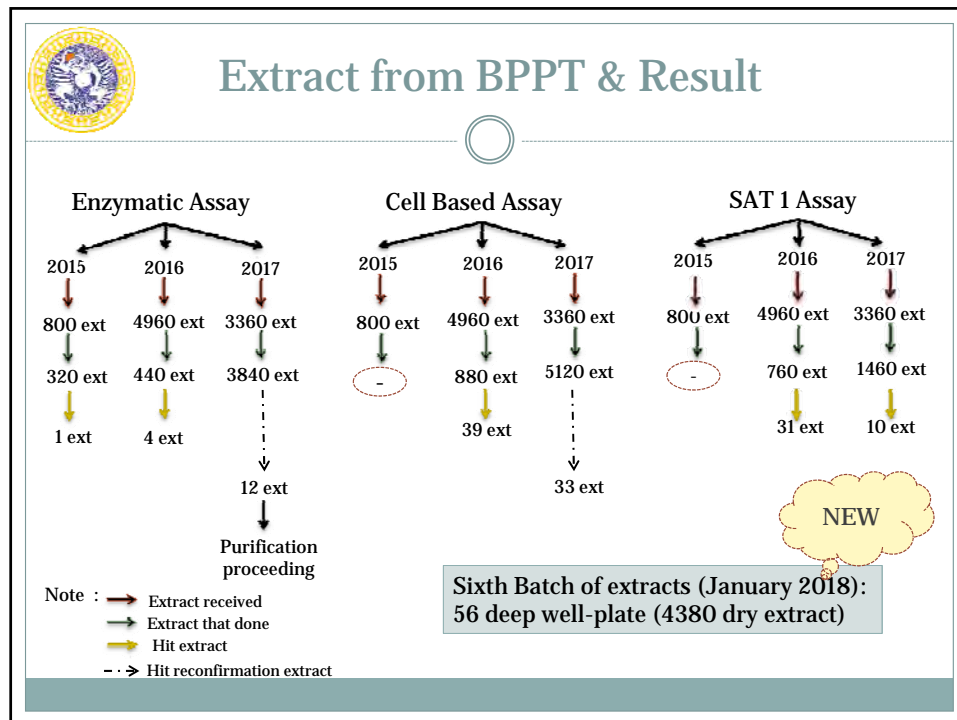 Extract from BPPT & Result
Enzymatic Assay
2015
2016
2017
800 ext
4960 ext
3360 ext
320 ext
440 ext
3840 ext
1 ext
4 ext
12 ext
Purification
proceeding
Cell Based Assay
2015
2016
2017
800 ext
4960 ext
3360 ext
-
880 ext
5120 ext
39 ext
33 ext
SAT 1 Assay
2015
2016
2017
800 ext
4960 ext
3360 ext
-
760 ext
1460 ext
31 ext
10 ext
NEW
Sixth Batch of extracts (January 2018):
56 deep well-plate (4380 dry extract)
Note :
Extract received
Extract that done
Hit extract
Hit reconfirmation extract